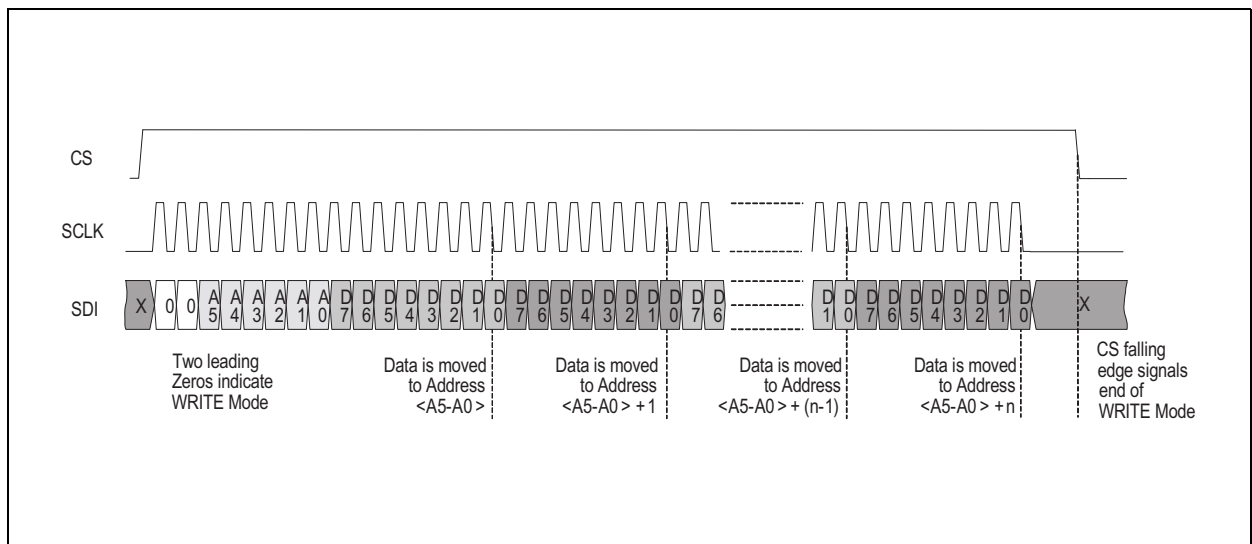 CS
SCLK
SDI
X 0 0 A5 A4 A3 A2 A1 A0 D7 D6 D5 D4 D3 D2 D1 D0 D7 D6 D5 D4 D3 D2 D1 D0 D7 D6 D1 D0 D7 D6 D5 D4 D3 D2 D1 D0 X
Two leading
Zeros indicate
WRITE Mode
Data is moved
to Address
<A5-A0 >
Data is moved
to Address
<A5-A0 > + 1
Data is moved
to Address
<A5-A0 > + (n-1)
Data is moved
to Address
<A5-A0 > + n
CS falling
edge signals
end of
WRITE Mode